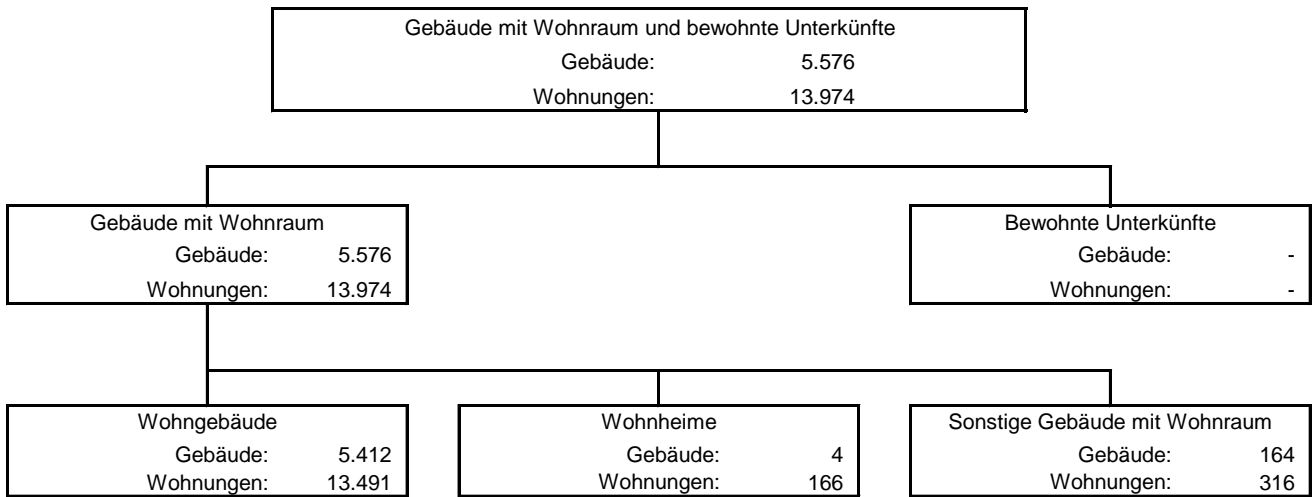 Gebäude mit Wohnraum und bewohnte Unterkünfte
Gebäude: 5.576
Wohnungen: 13.974
Gebäude mit Wohnraum
Gebäude: 5.576
Wohnungen: 13.974
Bewohnte Unterkünfte
Gebäude: -
Wohnungen: -
Wohngebäude
Gebäude: 5.412
Wohnungen: 13.491
Wohnheime
Gebäude: 4
Wohnungen: 166
Sonstige Gebäude mit Wohnraum
Gebäude: 164
Wohnungen: 316